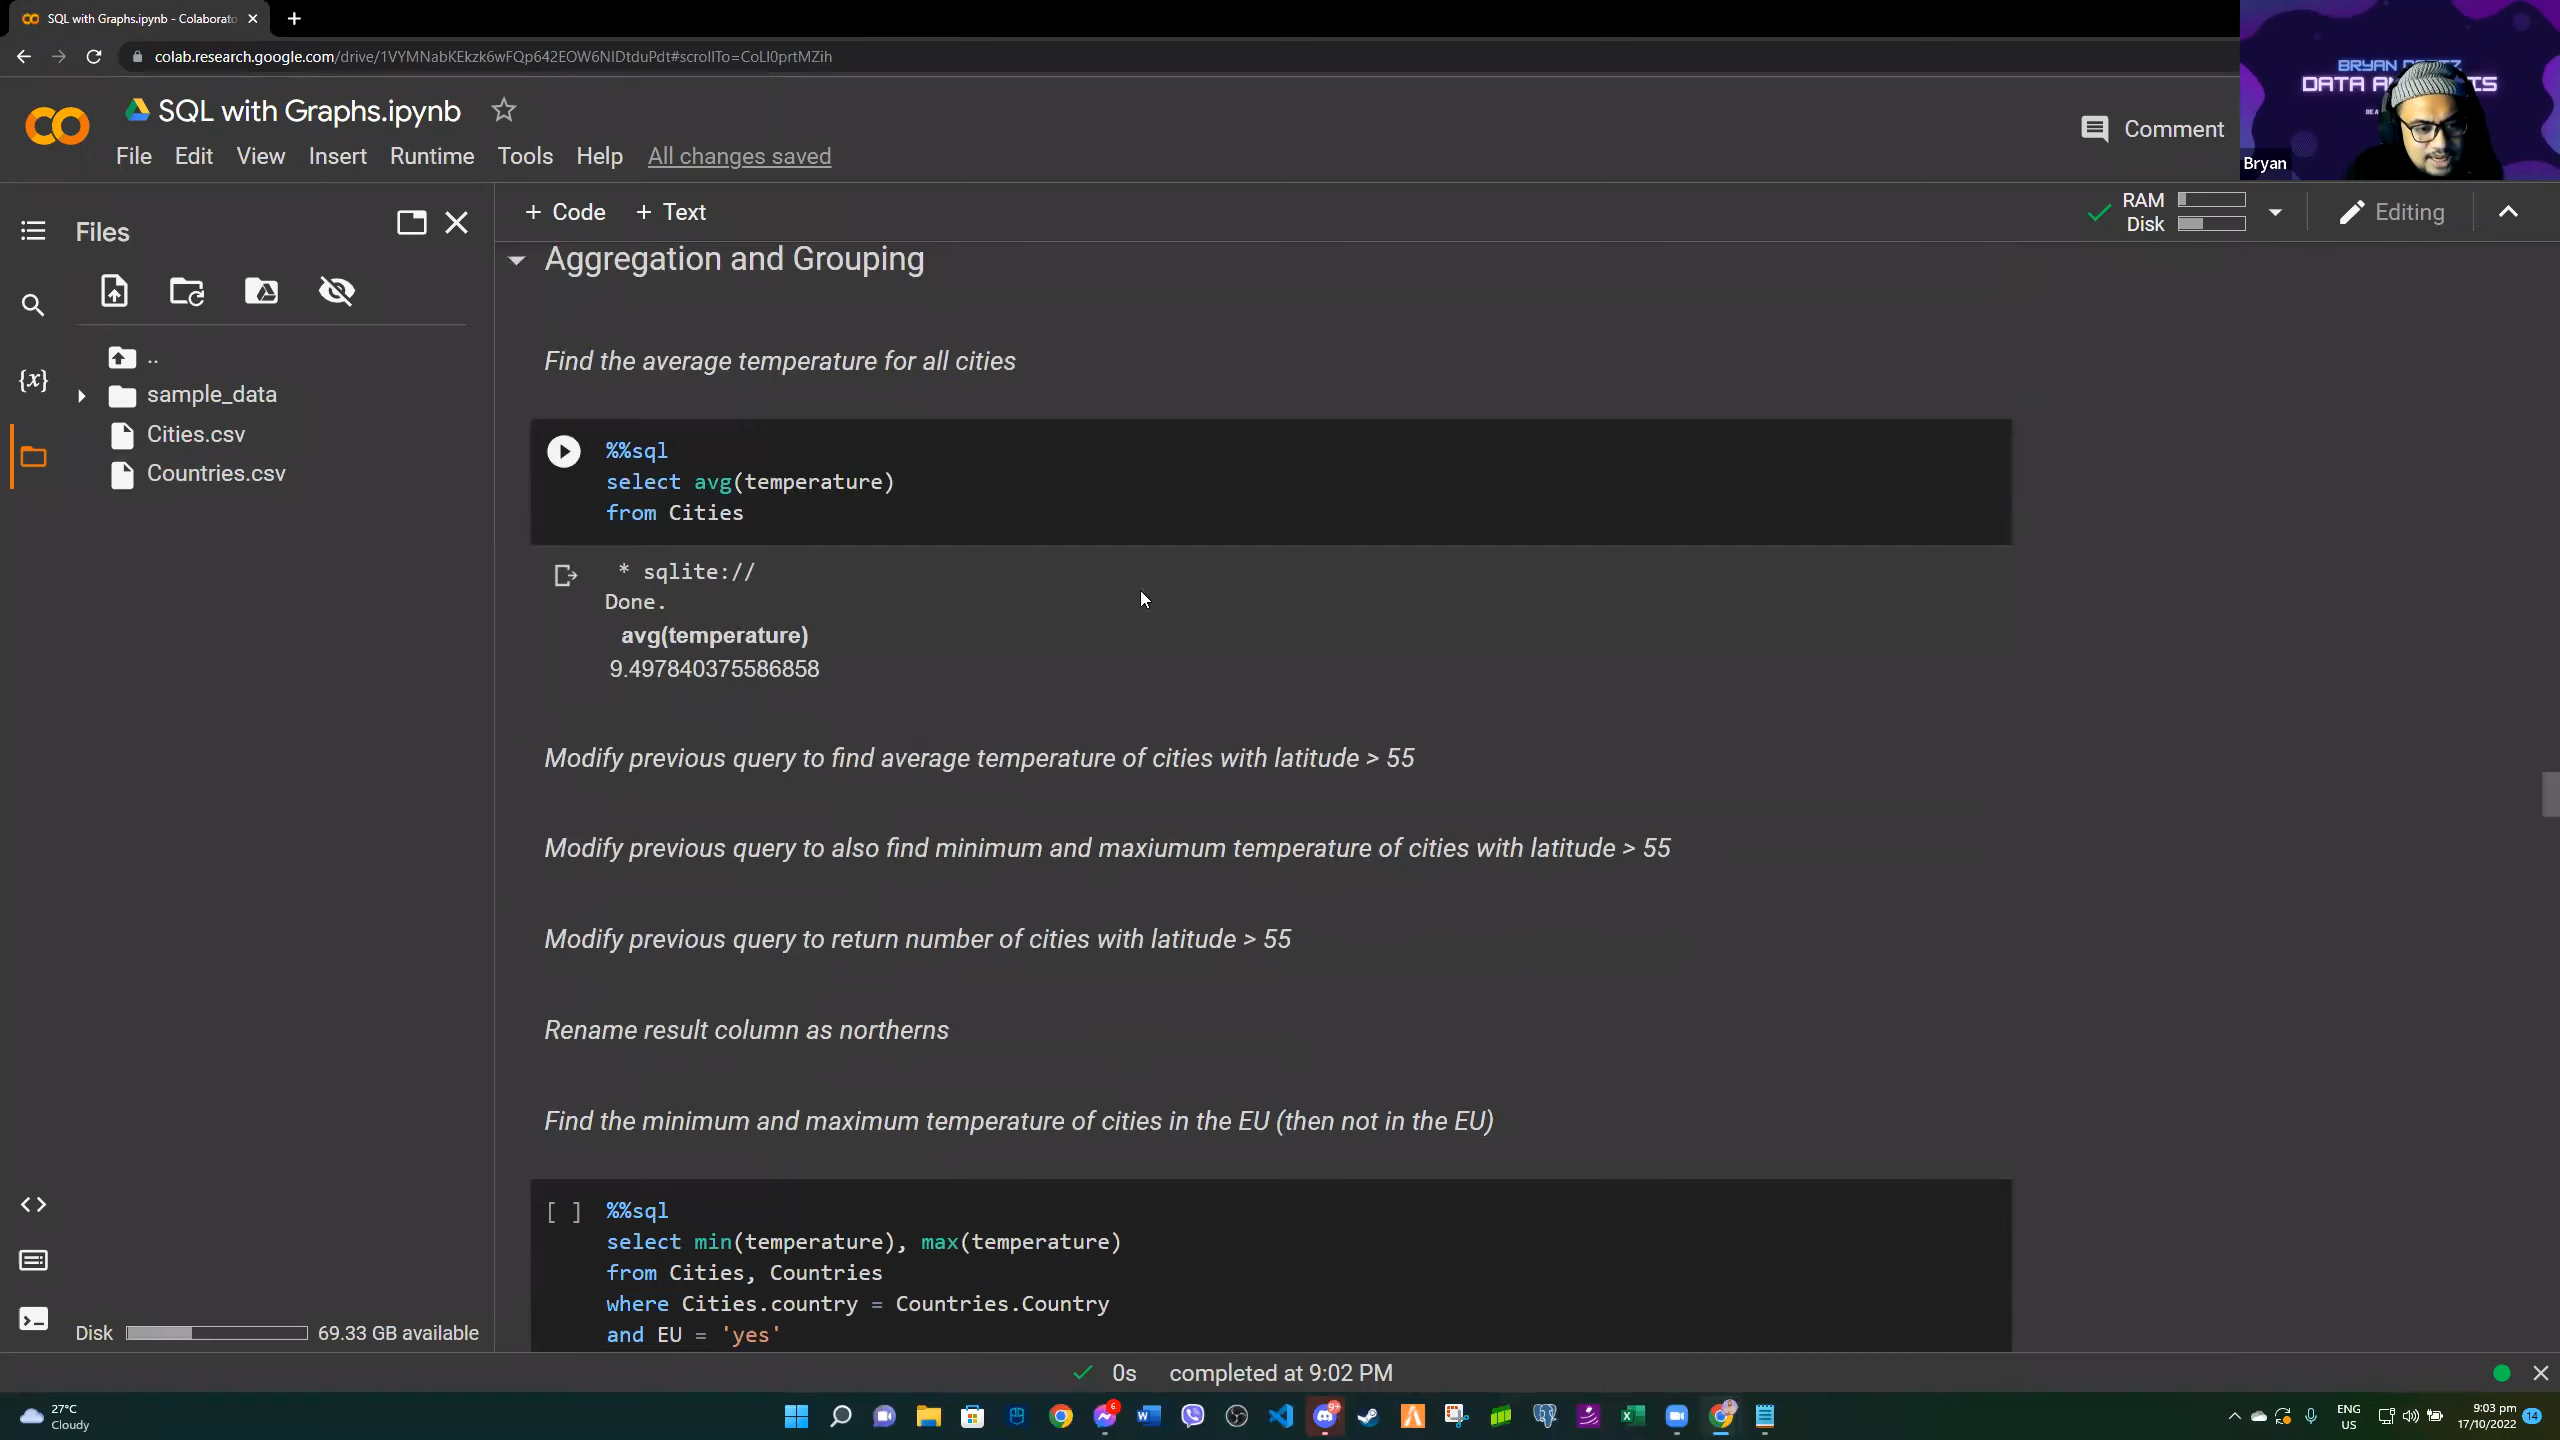 SQL with Graphs.ipynb - Colaborato
colab.research.google.com/drive/1VYMNabKEkzk6wFQp642EOW6NIDtduPdt#scrollTo=CoLl0prtMZih
SQL with Graphs.ipynb
File Edit View Insert Runtime Tools Help All changes saved
Comment
DATA
Bryan
+ Code + Text
RAM
Disk
Editing
Files
..
sample_data
Cities.csv
Countries.csv
{x}
Disk 69.33 GB available
Aggregation and Grouping
Find the average temperature for all cities
%%sql
select avg(temperature)
from Cities
* sqlite://
Done.
avg(temperature)
9.497840375586858
Modify previous query to find average temperature of cities with latitude > 55
Modify previous query to also find minimum and maxiumum temperature of cities with latitude > 55
Modify previous query to return number of cities with latitude > 55
Rename result column as northerns
Find the minimum and maximum temperature of cities in the EU (then not in the EU)
[ ] %%sql
select min(temperature), max(temperature)
from Cities, Countries
where Cities.country = Countries.Country
and EU = 'yes'
0s completed at 9:02 PM
27°C
Cloudy
6
9+
ENG
US
9:03 pm
17/10/2022
14